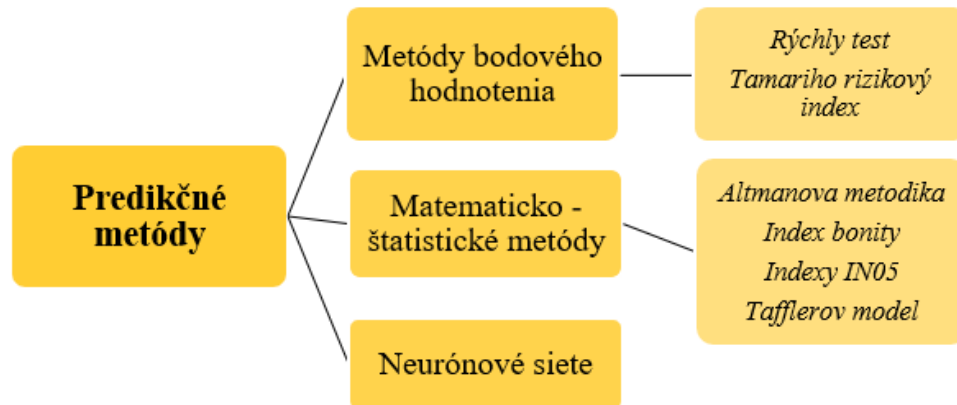 Predikčné
metódy
Metódy bodového
hodnotenia
Rýchly test
Tamariho rizikový
index
Matematicko -
štatistické metódy
Altmanova metodika
Index bonity
Indexy IN05
Tafflerov model
Neurónové siete